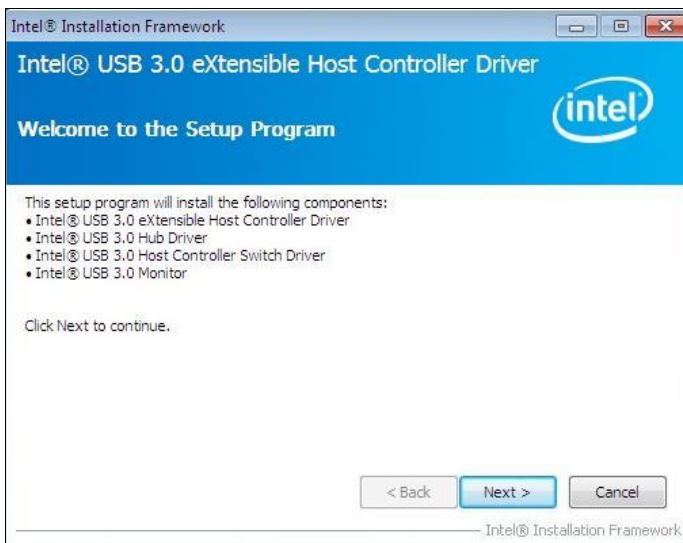 Intel® Installation Framework
Intel® USB 3.0 eXtensible Host Controller Driver
(intel)
Welcome to the Setup Program
This setup program will install the following components:
• Intel® USB 3.0 eXtensible Host Controller Driver
• Intel® USB 3.0 Hub Driver
• Intel® USB 3.0 Host Controller Switch Driver
• Intel® USB 3.0 Monitor
Click Next to continue.
< Back Next > Cancel
Intel® Installation Framework